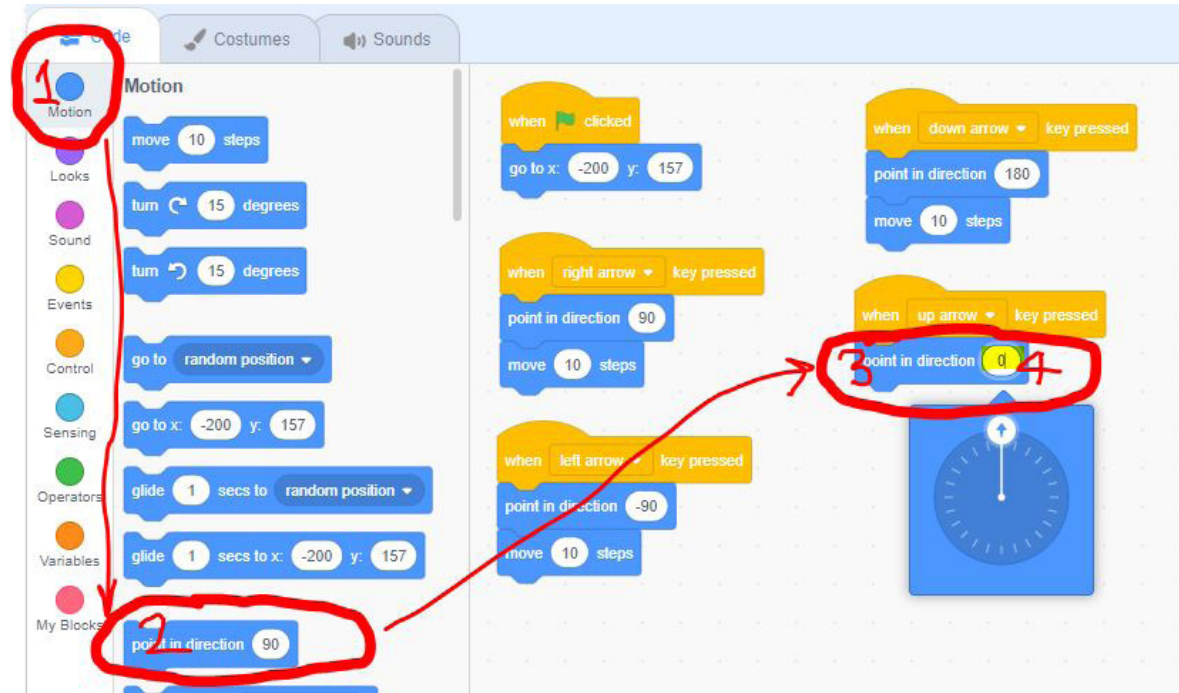 Code
Costumes
Sounds
1
Motion
Looks
Sound
Events
Control
Sensing
Operators
Variables
My Blocks
Motion
move 10 steps
turn 15 degrees
turn 15 degrees
go to random position
go to x: -200 y: 157
glide 1 secs to random position
glide 1 secs to x: -200 y: 157
2
point in direction 90
when clicked
go to x: -200 y: 157
when right arrow key pressed
point in direction 90
move 10 steps
when left arrow key pressed
point in direction -90
move 10 steps
when down arrow key pressed
point in direction 180
move 10 steps
when up arrow key pressed
3 point in direction 0 4